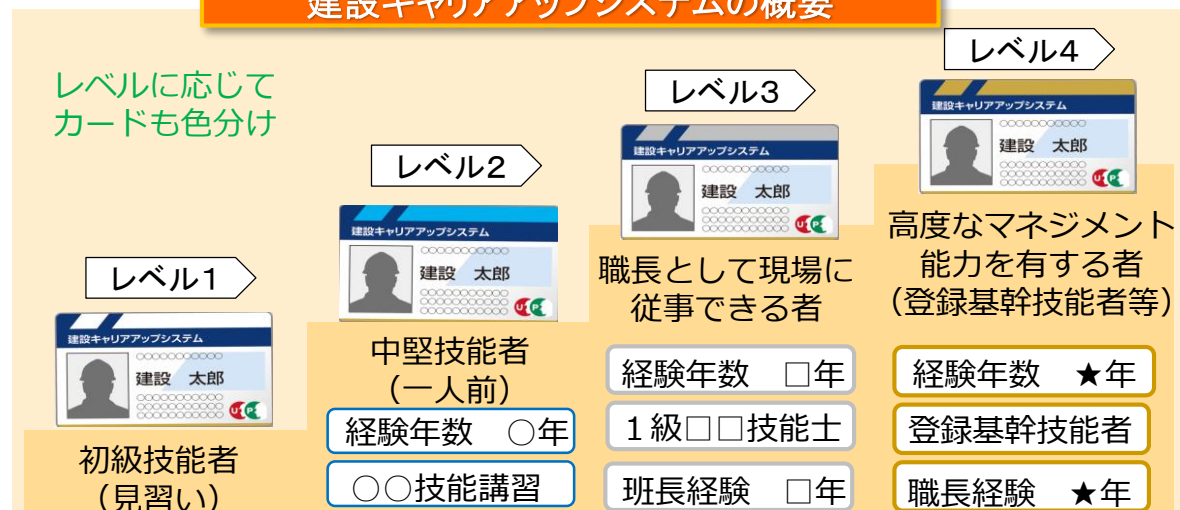 建設キャリアアップシステムの概要
レベルに応じて
カードも色分け
レベル1
建設キャリアアップシステム
○○○○○○○○○○○
建設 太郎
初級技能者
（見習い）
レベル2
建設キャリアアップシステム
○○○○○○○○○○○
建設 太郎
中堅技能者
（一人前）
経験年数 ○年
○○技能講習
レベル3
建設キャリアアップシステム
○○○○○○○○○○○
建設 太郎
職長として現場に
従事できる者
経験年数 □年
１級□□技能士
班長経験 □年
レベル4
建設キャリアアップシステム
○○○○○○○○○○○
建設 太郎
高度なマネジメント
能力を有する者
（登録基幹技能者等）
経験年数 ★年
登録基幹技能者
職長経験 ★年